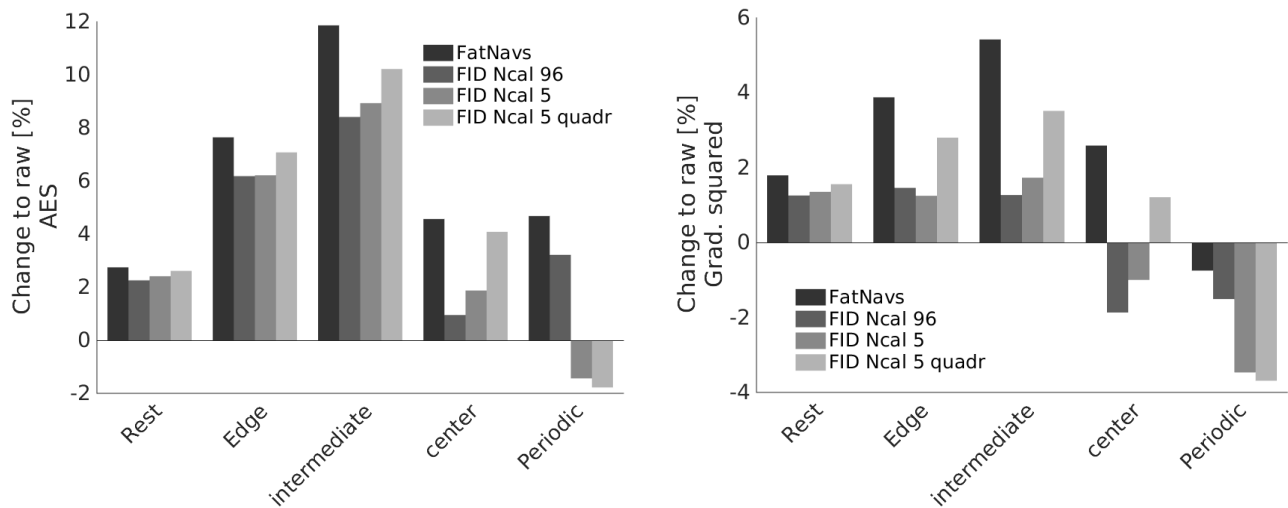 Change to raw [%]
AES
12
10
8
6
4
2
0
-2
FatNavs
FID Ncal 96
FID Ncal 5
FID Ncal 5 quadr
Rest
Edge
intermediate
center
Periodic
Change to raw [%]
Grad. squared
6
4
2
0
-2
-4
FatNavs
FID Ncal 96
FID Ncal 5
FID Ncal 5 quadr
Rest
Edge
intermediate
center
Periodic